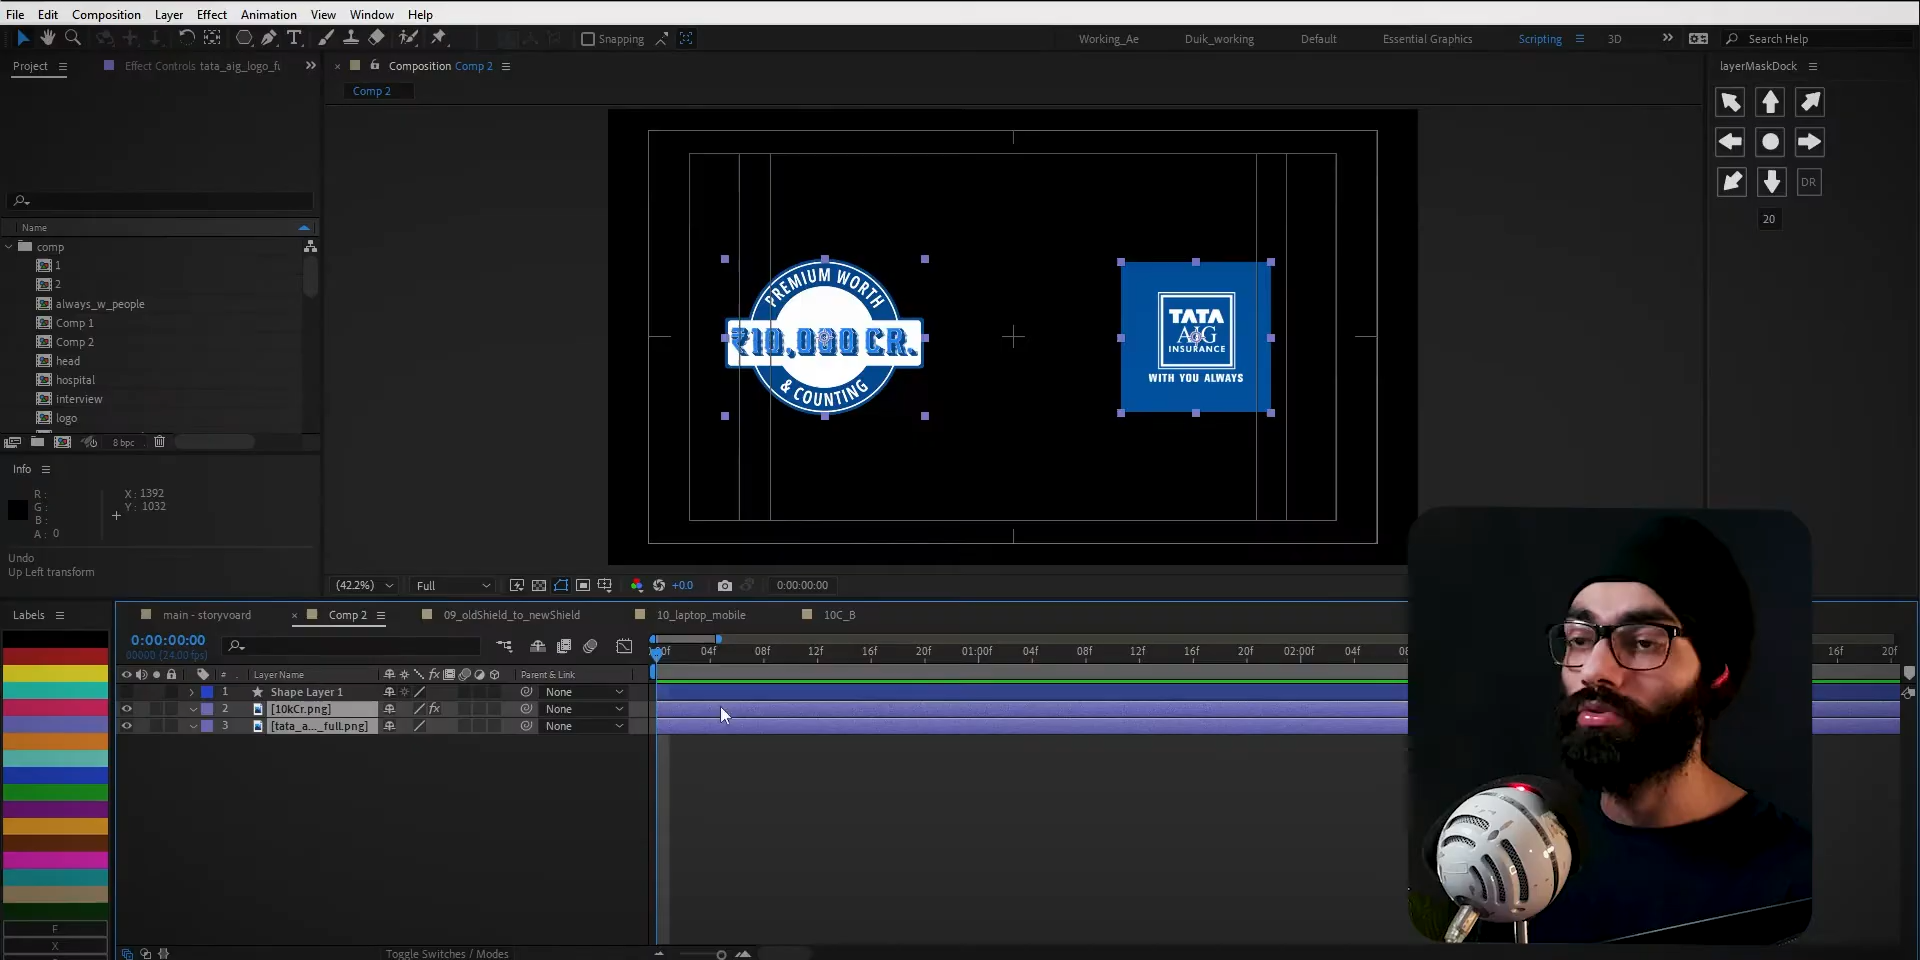 File Edit Composition Layer Effect Animation View Window Help
Snapping
Working_Ae Duik_working Default Essential Graphics Scripting 3D Search Help
Project Effect Controls tata_aig_logo_fu
Composition Comp 2
layerMaskDock
Comp 2
DR
20
Name
comp
1
2
always_w_people
Comp 1
Comp 2
head
hospital
interview
logo
8 bpc
PREMIUM WORTH
₹10,000 CR.
& COUNTING
TATA
AIG
INSURANCE
WITH YOU ALWAYS
Info
R :
G :
B :
A : 0
X : 1392
Y : 1032
Undo
Up Left transform
(42.2%) Full +0.0 0:00:00:00
Labels
main - storyvoard Comp 2 09_oldShield_to_newShield 10_laptop_mobile 10C_B
0:00:00:00
00000 (24.00 fps)
04f 08f 12f 16f 20f 01:00f 04f 08f 12f 16f 20f 02:00f 04f 16f 20f
# Layer Name Parent & Link
1 Shape Layer 1 None
2 [10kCr.png] fx None
3 [tata_a..._full.png] None
F
X
Toggle Switches / Modes